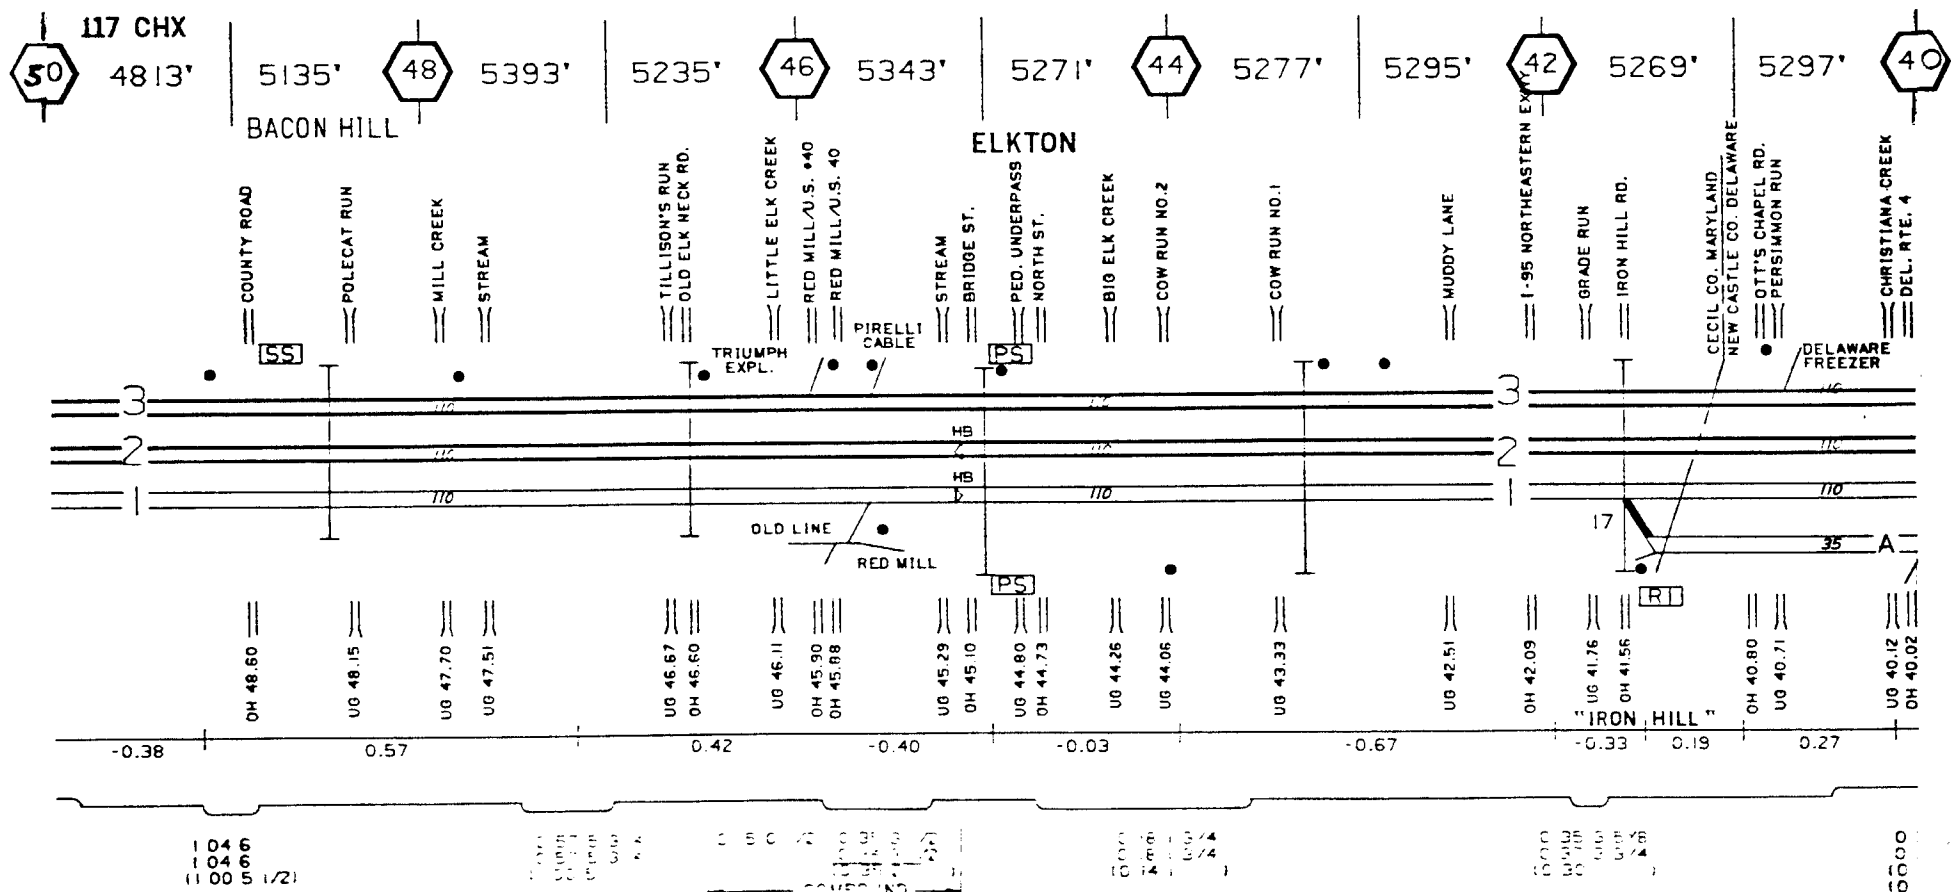 117 CHX
50 4813' 5135' 48 5393' 5235' 46 5343' 5271' 44 5277' 5295' 42 5269' 5297' 40
BACON HILL
ELKTON
COUNTY ROAD
POLECAT RUN
MILL CREEK
STREAM
TILLISON'S RUN
OLD ELK NECK RD.
LITTLE ELK CREEK
RED MILL/U.S. #40
RED MILL/U.S. 40
STREAM
BRIDGE ST.
PED. UNDERPASS
NORTH ST.
BIG ELK CREEK
COW RUN NO.2
COW RUN NO.1
MUDDY LANE
I-95 NORTHEASTERN EXWY
GRADE RUN
IRON HILL RD.
CECIL CO. MARYLAND
NEW CASTLE CO. DELAWARE
OTT'S CHAPEL RD.
PERSIMMON RUN
CHRISTIANA CREEK
DEL. RTE. 4
SS
TRIUMPH
EXPL.
PIRELLI
CABLE
PS
DELAWARE
FREEZER
3 110 110 3 110
HB
2 110 110 2 110
HB
1 110 110 1 110
OLD LINE
RED MILL
17
35 A
PS
RI
OH 48.60
UG 48.15
UG 47.70
UG 47.51
UG 46.67
OH 46.60
UG 46.11
OH 45.90
OH 45.88
UG 45.29
OH 45.10
UG 44.80
OH 44.73
UG 44.26
UG 44.06
UG 43.33
UG 42.51
OH 42.09
UG 41.76
OH 41.56
OH 40.80
UG 40.71
UG 40.12
OH 40.02
"IRON HILL"
-0.38 0.57 0.42 -0.40 -0.03 -0.67 -0.33 0.19 0.27
1 04 6
1 04 6
(1 00 5 1/2)